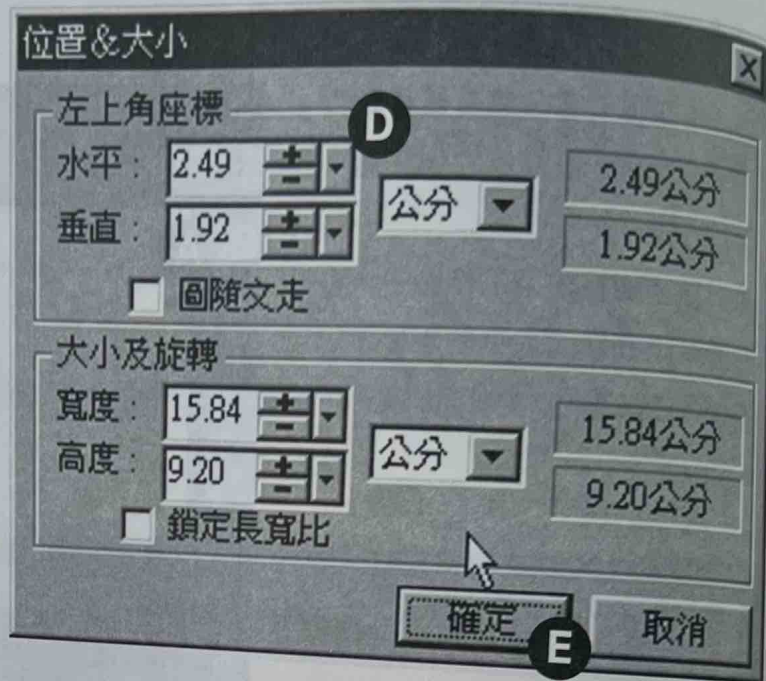 位置&大小
左上角座標 D
水平: 2.49 公分 2.49公分
垂直: 1.92 1.92公分
圖隨文走
大小及旋轉
寬度: 15.84 公分 15.84公分
高度: 9.20 9.20公分
鎖定長寬比
確定 E 取消